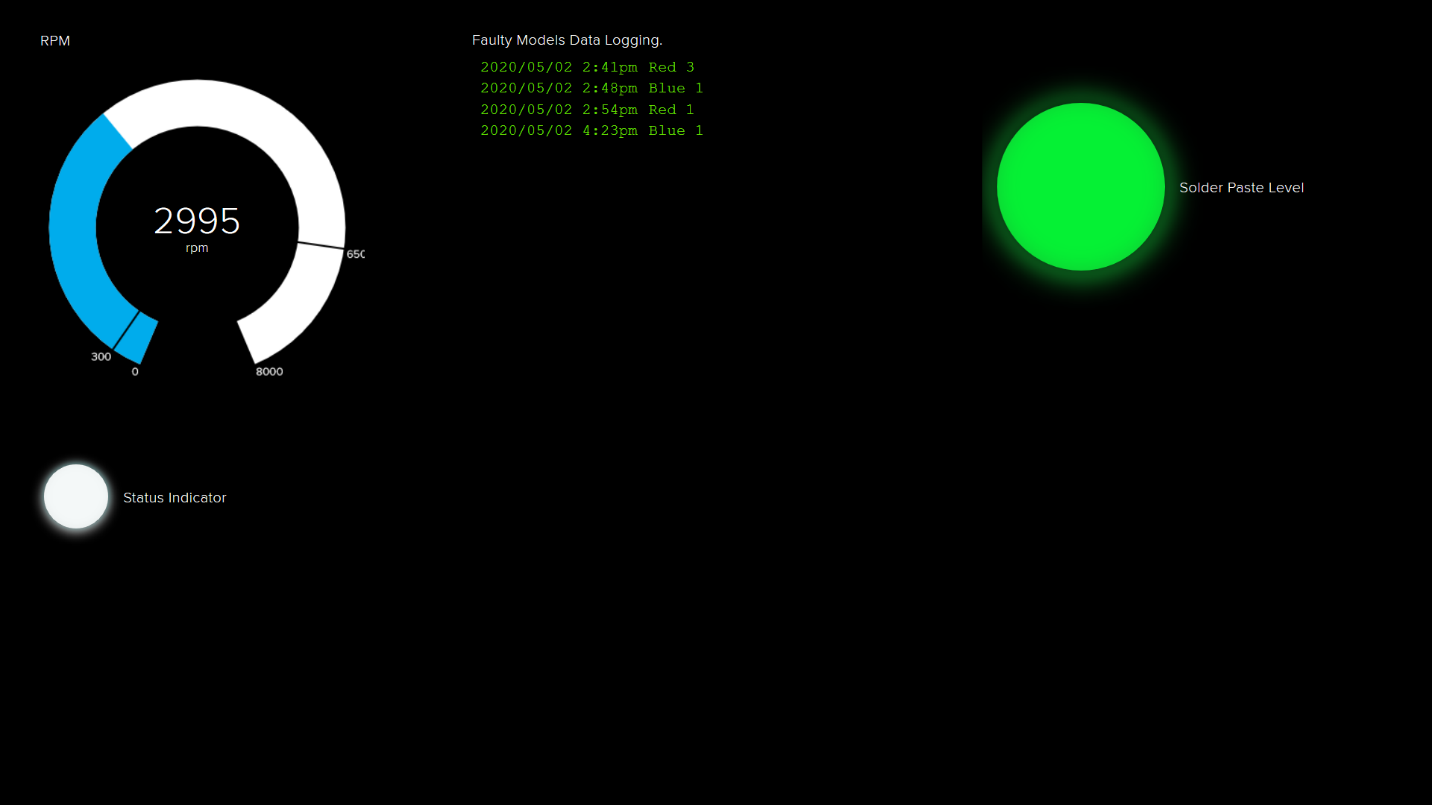 RPM
2995
rpm
300
0
8000
Faulty Models Data Logging.
2020/05/02 2:41pm Red 3
2020/05/02 2:48pm Blue 1
2020/05/02 2:54pm Red 1
2020/05/02 4:23pm Blue 1
Solder Paste Level
Status Indicator